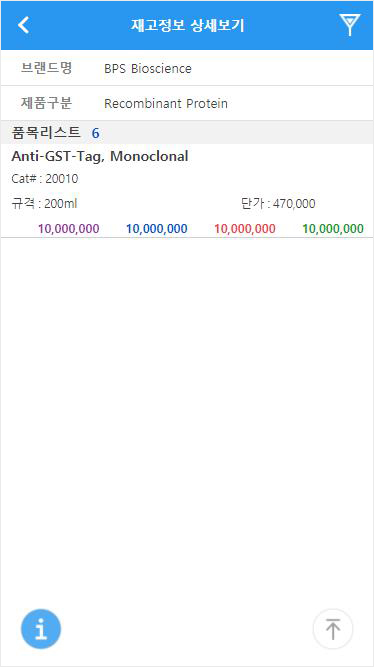 재고정보 상세보기
브랜드명 BPS Bioscience
제품구분 Recombinant Protein
품목리스트 6
Anti-GST-Tag, Monoclonal
Cat# : 20010
규격 : 200ml 단가 : 470,000
10,000,000 10,000,000 10,000,000 10,000,000